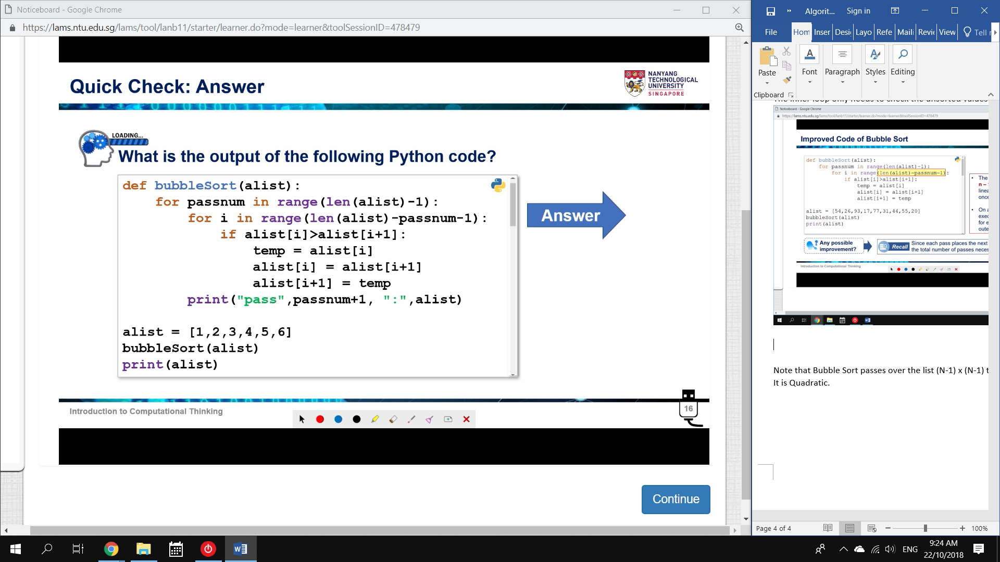 Noticeboard - Google Chrome
https://lams.ntu.edu.sg/lams/tool/lanb11/starter/learner.do?mode=learner&toolSessionID=478479
Quick Check: Answer
NANYANG
TECHNOLOGICAL
UNIVERSITY
SINGAPORE
LOADING...
What is the output of the following Python code?
def bubbleSort(alist):
    for passnum in range(len(alist)-1):
        for i in range(len(alist)-passnum-1):
            if alist[i]>alist[i+1]:
                temp = alist[i]
                alist[i] = alist[i+1]
                alist[i+1] = temp
        print("pass",passnum+1, ":",alist)
alist = [1,2,3,4,5,6]
bubbleSort(alist)
print(alist)
Answer
Introduction to Computational Thinking
16
Continue
Algorit...
Sign in
File
Hom
Inser
Desi
Layo
Refe
Maili
Revi
View
Tell
Paste
Font
Paragraph
Styles
Editing
Clipboard
The inner loop only needs to check the unsorted values
Noticeboard - Google Chrome
https://lams.ntu.edu.sg/lams/tool/lanb11/starter/learner.do?mode=learner&toolSessionID=478479
Improved Code of Bubble Sort
def bubbleSort(alist):
    for passnum in range(len(alist)-1):
        for i in range(len(alist)-passnum-1):
            if alist[i]>alist[i+1]:
                temp = alist[i]
                alist[i] = alist[i+1]
                alist[i+1] = temp
alist = [54,26,93,17,77,31,44,55,20]
bubbleSort(alist)
print(alist)
• The
n –
linea
once
• On a
exec
for e
oute
Any possible
improvement?
Recall
Since each pass places the next
the total number of passes neces
Introduction to Computational Thinking
Note that Bubble Sort passes over the list (N-1) x (N-1) t
It is Quadratic.
Page 4 of 4
100%
ENG
9:24 AM
22/10/2018